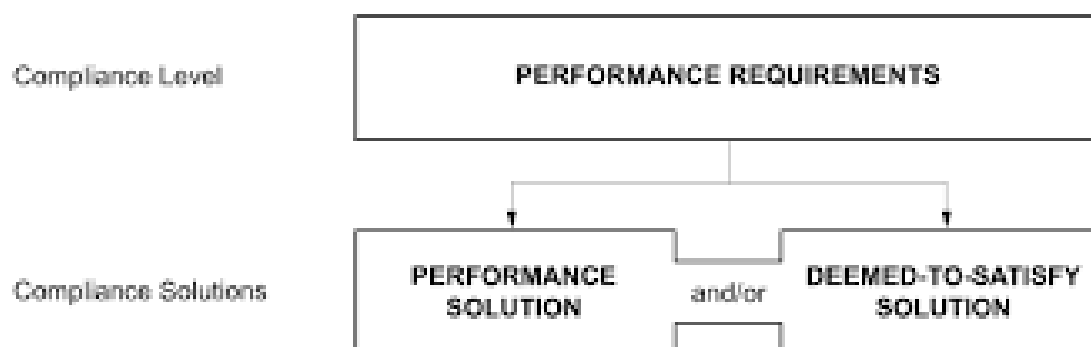 Compliance Level
PERFORMANCE REQUIREMENTS
Compliance Solutions
PERFORMANCE
SOLUTION
and/or
DEEMED-TO-SATISFY
SOLUTION